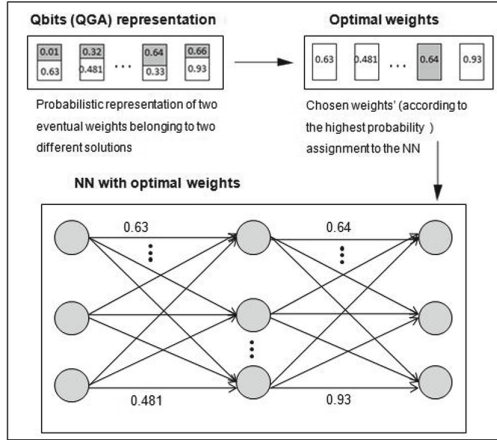 Qbits (QGA) representation
Optimal weights
0.01 0.32 0.64 0.66
0.63 0.481 ... 0.33 0.93
0.63 0.481 ... 0.64 0.93
Probabilistic representation of two
eventual weights belonging to two
different solutions
Chosen weights' (according to
the highest probability )
assignment to the NN
NN with optimal weights
0.63
0.64
0.481
0.93